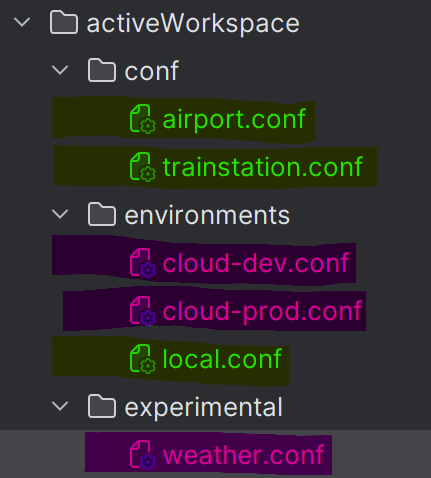 activeWorkspace
conf
airport.conf
trainstation.conf
environments
cloud-dev.conf
cloud-prod.conf
local.conf
experimental
weather.conf